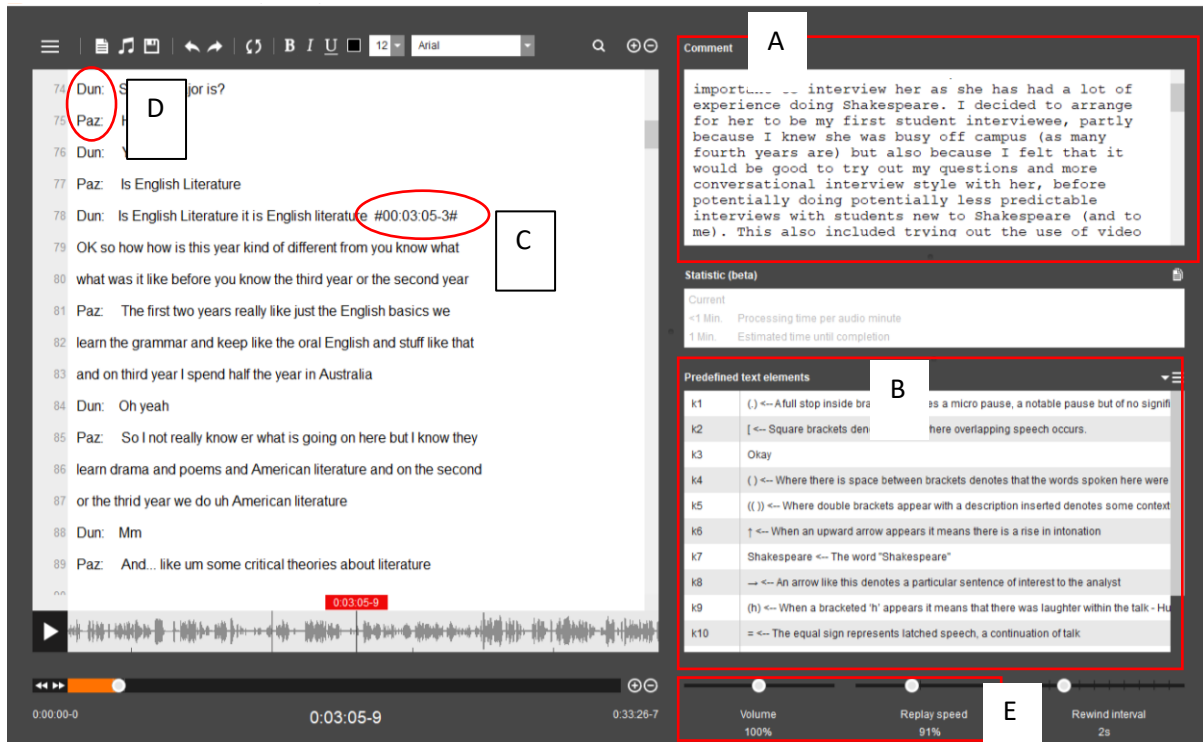 B I U 12 Arial
Comment
A
74 Dun: S jor is?
75 Paz: H
D
76 Dun: Y
77 Paz: Is English Literature
78 Dun: Is English Literature it is English literature #00:03:05-3#
C
79 OK so how how is this year kind of different from you know what
80 what was it like before you know the third year or the second year
81 Paz: The first two years really like just the English basics we
82 learn the grammar and keep like the oral English and stuff like that
83 and on third year I spend half the year in Australia
84 Dun: Oh yeah
85 Paz: So I not really know er what is going on here but I know they
86 learn drama and poems and American literature and on the second
87 or the thrid year we do uh American literature
88 Dun: Mm
89 Paz: And... like um some critical theories about literature
0:03:05-9
0:00:00-0
0:03:05-9
0:33:26-7
interview her as she has had a lot of
experience doing Shakespeare. I decided to arrange
for her to be my first student interviewee, partly
because I knew she was busy off campus (as many
fourth years are) but also because I felt that it
would be good to try out my questions and more
conversational interview style with her, before
potentially doing potentially less predictable
interviews with students new to Shakespeare (and to
me). This also included trying out the use of video
Statistic (beta)
Current
<1 Min. Processing time per audio minute
1 Min. Estimated time until completion
Predefined text elements
B
k1 (.) <-- Afull stop inside bra es a micro pause, a notable pause but of no signifi
k2 [ <-- Square brackets den here overlapping speech occurs.
k3 Okay
k4 ( ) <-- Where there is space between brackets denotes that the words spoken here were
k5 (( )) <-- Where double brackets appear with a description inserted denotes some context
k6 ↑ <-- When an upward arrow appears it means there is a rise in intonation
k7 Shakespeare <-- The word "Shakespeare"
k8 → <-- An arrow like this denotes a particular sentence of interest to the analyst
k9 (h) <-- When a bracketed 'h' appears it means that there was laughter within the talk - Hu
k10 = <-- The equal sign represents latched speech, a continuation of talk
E
Volume
100%
Replay speed
91%
Rewind interval
2s